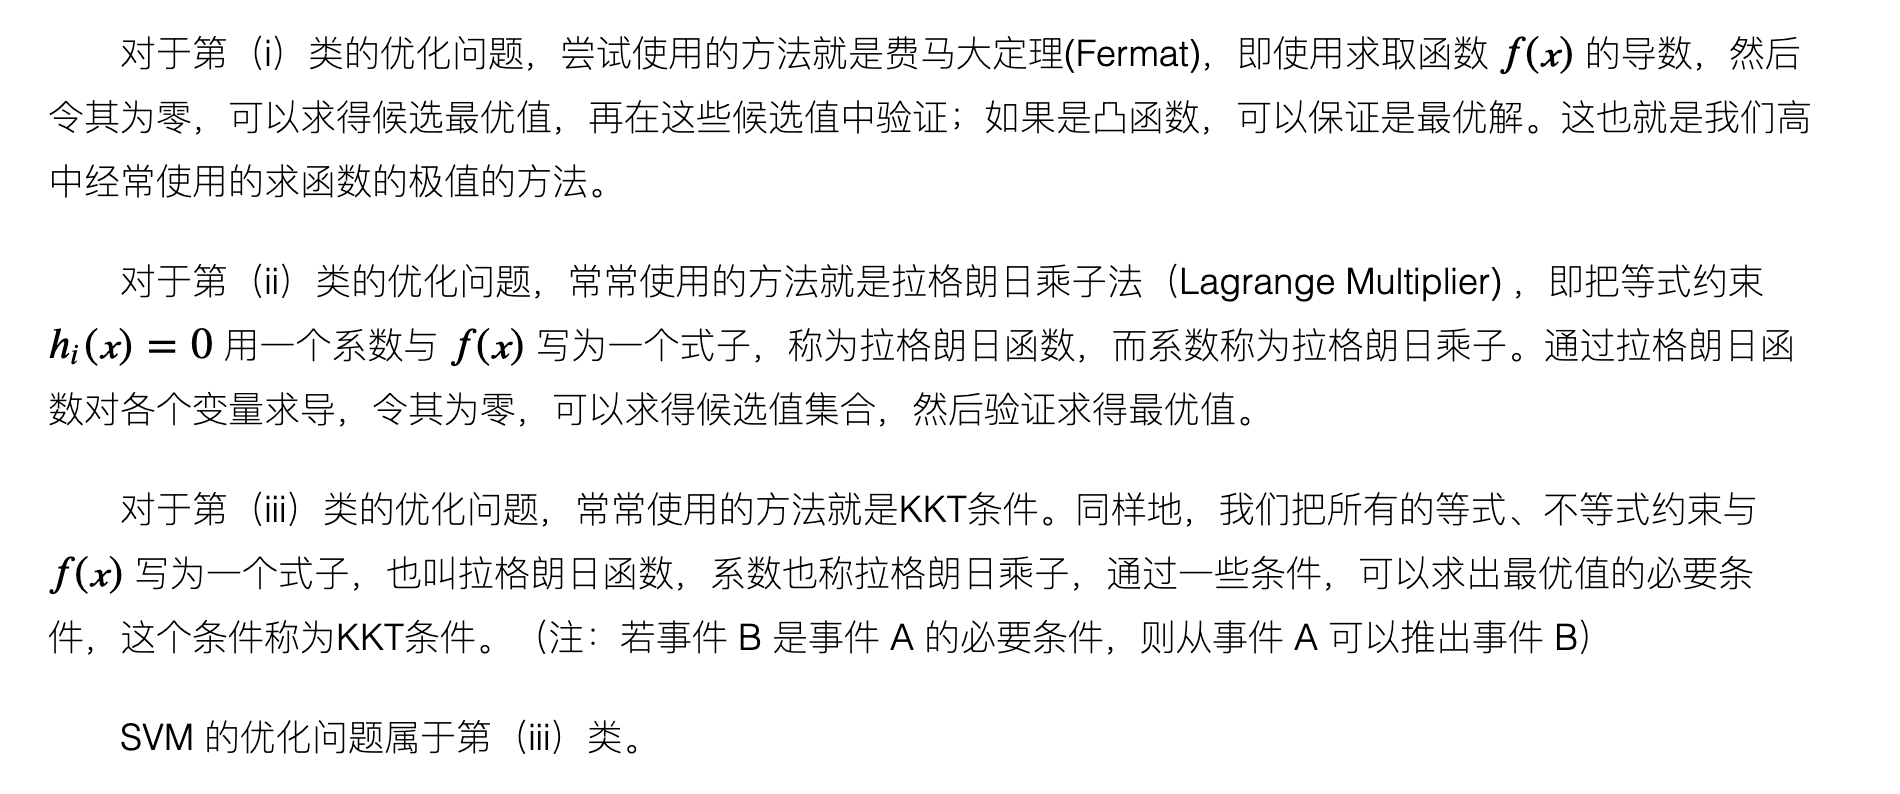 对于第（i）类的优化问题，尝试使用的方法就是费马大定理(Fermat)，即使用求取函数 f(x) 的导数，然后
令其为零，可以求得候选最优值，再在这些候选值中验证；如果是凸函数，可以保证是最优解。这也就是我们高
中经常使用的求函数的极值的方法。
对于第（ii）类的优化问题，常常使用的方法就是拉格朗日乘子法（Lagrange Multiplier) ，即把等式约束
h_i(x) = 0 用一个系数与 f(x) 写为一个式子，称为拉格朗日函数，而系数称为拉格朗日乘子。通过拉格朗日函
数对各个变量求导，令其为零，可以求得候选值集合，然后验证求得最优值。
对于第（iii）类的优化问题，常常使用的方法就是KKT条件。同样地，我们把所有的等式、不等式约束与
f(x) 写为一个式子，也叫拉格朗日函数，系数也称拉格朗日乘子，通过一些条件，可以求出最优值的必要条
件，这个条件称为KKT条件。（注：若事件 B 是事件 A 的必要条件，则从事件 A 可以推出事件 B）
SVM 的优化问题属于第（iii）类。